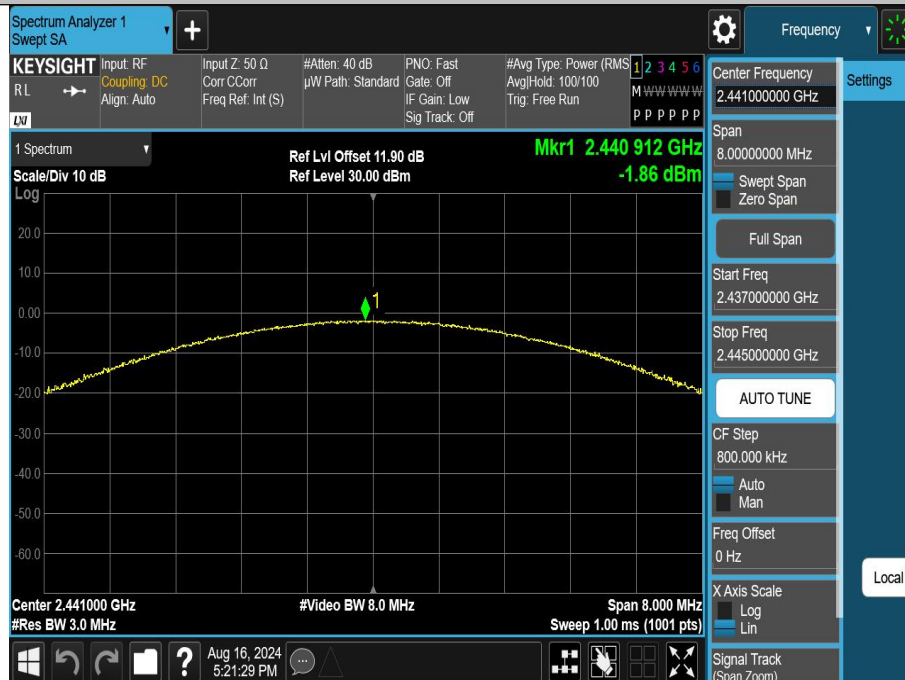 Spectrum Analyzer 1
Swept SA
▼
+
Frequency
▼
KEYSIGHT
RL
LXI
Input: RF
Coupling: DC
Align: Auto
Input Z: 50 Ω
Corr CCorr
Freq Ref: Int (S)
#Atten: 40 dB
µW Path: Standard
PNO: Fast
Gate: Off
IF Gain: Low
Sig Track: Off
#Avg Type: Power (RMS
Avg|Hold: 100/100
Trig: Free Run
1 2 3 4 5 6
M W W W W W
P P P P P P
1 Spectrum
▼
Scale/Div 10 dB
Log
Ref Lvl Offset 11.90 dB
Ref Level 30.00 dBm
Mkr1 2.440 912 GHz
-1.86 dBm
20.0
10.0
0.00
-10.0
-20.0
-30.0
-40.0
-50.0
-60.0
1
Center 2.441000 GHz
#Res BW 3.0 MHz
#Video BW 8.0 MHz
Span 8.000 MHz
Sweep 1.00 ms (1001 pts)
Center Frequency
2.441000000 GHz
Settings
Span
8.00000000 MHz
Swept Span
Zero Span
Full Span
Start Freq
2.437000000 GHz
Stop Freq
2.445000000 GHz
AUTO TUNE
CF Step
800.000 kHz
Auto
Man
Freq Offset
0 Hz
Local
X Axis Scale
Log
Lin
Signal Track
(Span Zoom)
?
Aug 16, 2024
5:21:29 PM